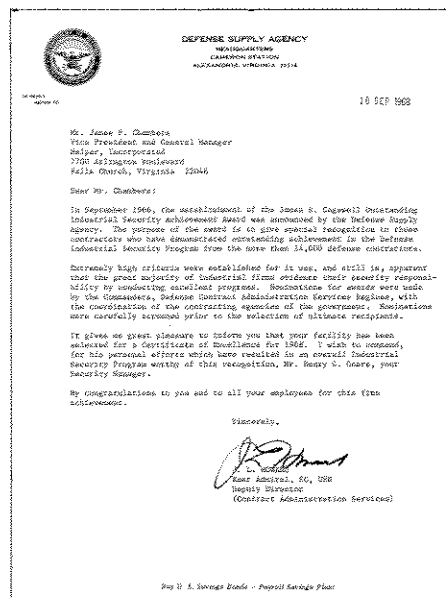 DEFENSE SUPPLY AGENCY
HEADQUARTERS
CAMERON STATION
ALEXANDRIA, VIRGINIA 22314
10 SEP 1968
Mr. James F. Chambers
Vice President and General Manager
Incorporated
Arlington Boulevard
Falls Church, Virginia 22046
Dear Mr. Chambers:
In September 1966, the establishment of the James S. Cogswell Outstanding
Industrial Security Achievement Award was announced by the Defense Supply
Agency. The purpose of the award is to give special recognition to those
contractors who have demonstrated outstanding achievement in the Defense
Industrial Security Program from the more than 14,000 defense contractors.
Extremely high criteria were established for it was, and still is, apparent
that the great majority of industrial firms evidence their security responsi-
bility by conducting excellent programs. Nominations for awards were made
by the Commanders, Defense Contract Administration Services Regions, with
the coordination of the contracting agencies of the government. Nominations
were carefully screened prior to the selection of ultimate recipients.
It gives me great pleasure to inform you that your facility has been
selected for a Certificate of Excellence for 1968. I wish to commend,
for his personal efforts which have resulted in an overall Industrial
Security Program worthy of this recognition, Mr. Henry G. your
Security Manager.
My congratulations to you and to all your employees for this fine
achievement.
Sincerely,
Rear Admiral, SC, USN
Deputy Director
(Contract Administration Services)
Buy U. S. Savings Bonds - Payroll Savings Plan